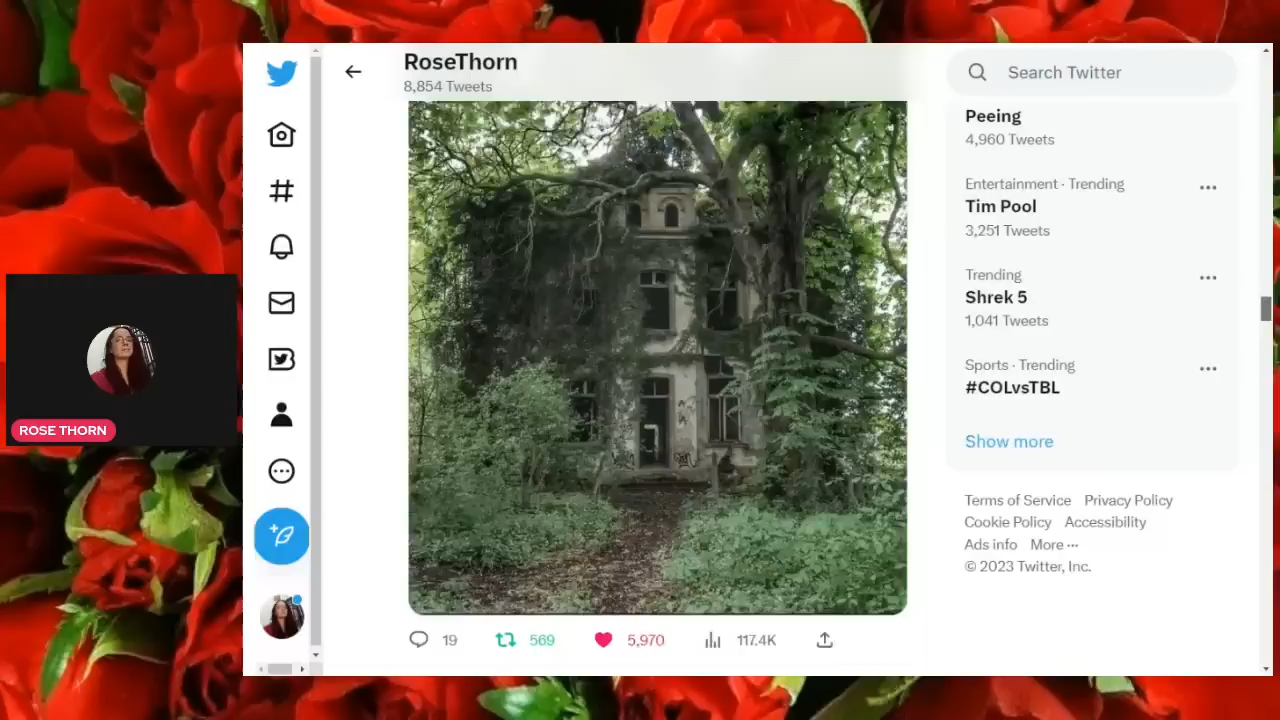 RoseThorn
8,854 Tweets
Search Twitter
Peeing
4,960 Tweets
Entertainment · Trending
Tim Pool
3,251 Tweets
Trending
Shrek 5
1,041 Tweets
Sports · Trending
#COLvsTBL
Show more
Terms of Service Privacy Policy
Cookie Policy Accessibility
Ads info More ···
© 2023 Twitter, Inc.
ROSE THORN
19 569 5,970 117.4K